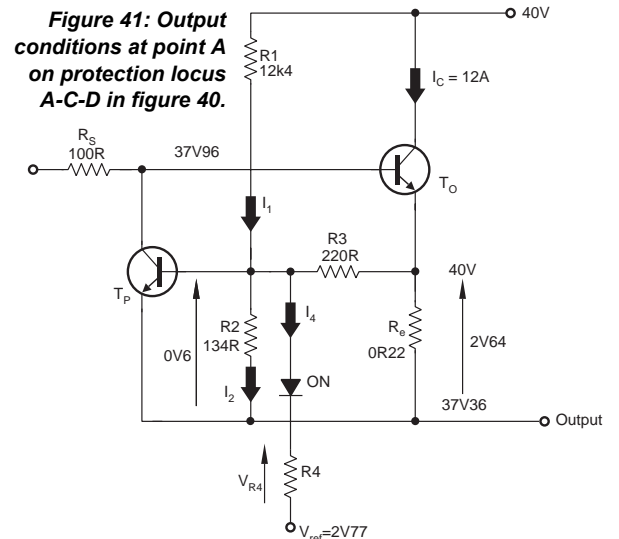 Figure 41: Output
conditions at point A
on protection locus
A-C-D in figure 40.
40V
R1
12k4
I_C = 12A
R_S
100R
37V96
T_O
I_1
R3
220R
40V
T_P
R2
134R
I_4
R_e
0R22
2V64
0V6
I_2
ON
37V36
Output
V_R4
R4
V_ref=2V77